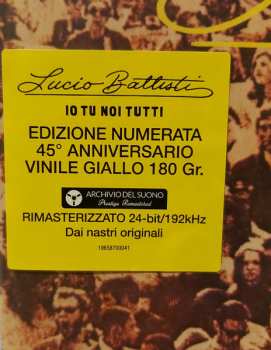 Lucio Battisti
IO TU NOI TUTTI
EDIZIONE NUMERATA
45° ANNIVERSARIO
VINILE GIALLO 180 Gr.
ARCHIVIO DEL SUONO
Prestige Remastered
RIMASTERIZZATO 24-bit/192kHz
Dai nastri originali
19658700041